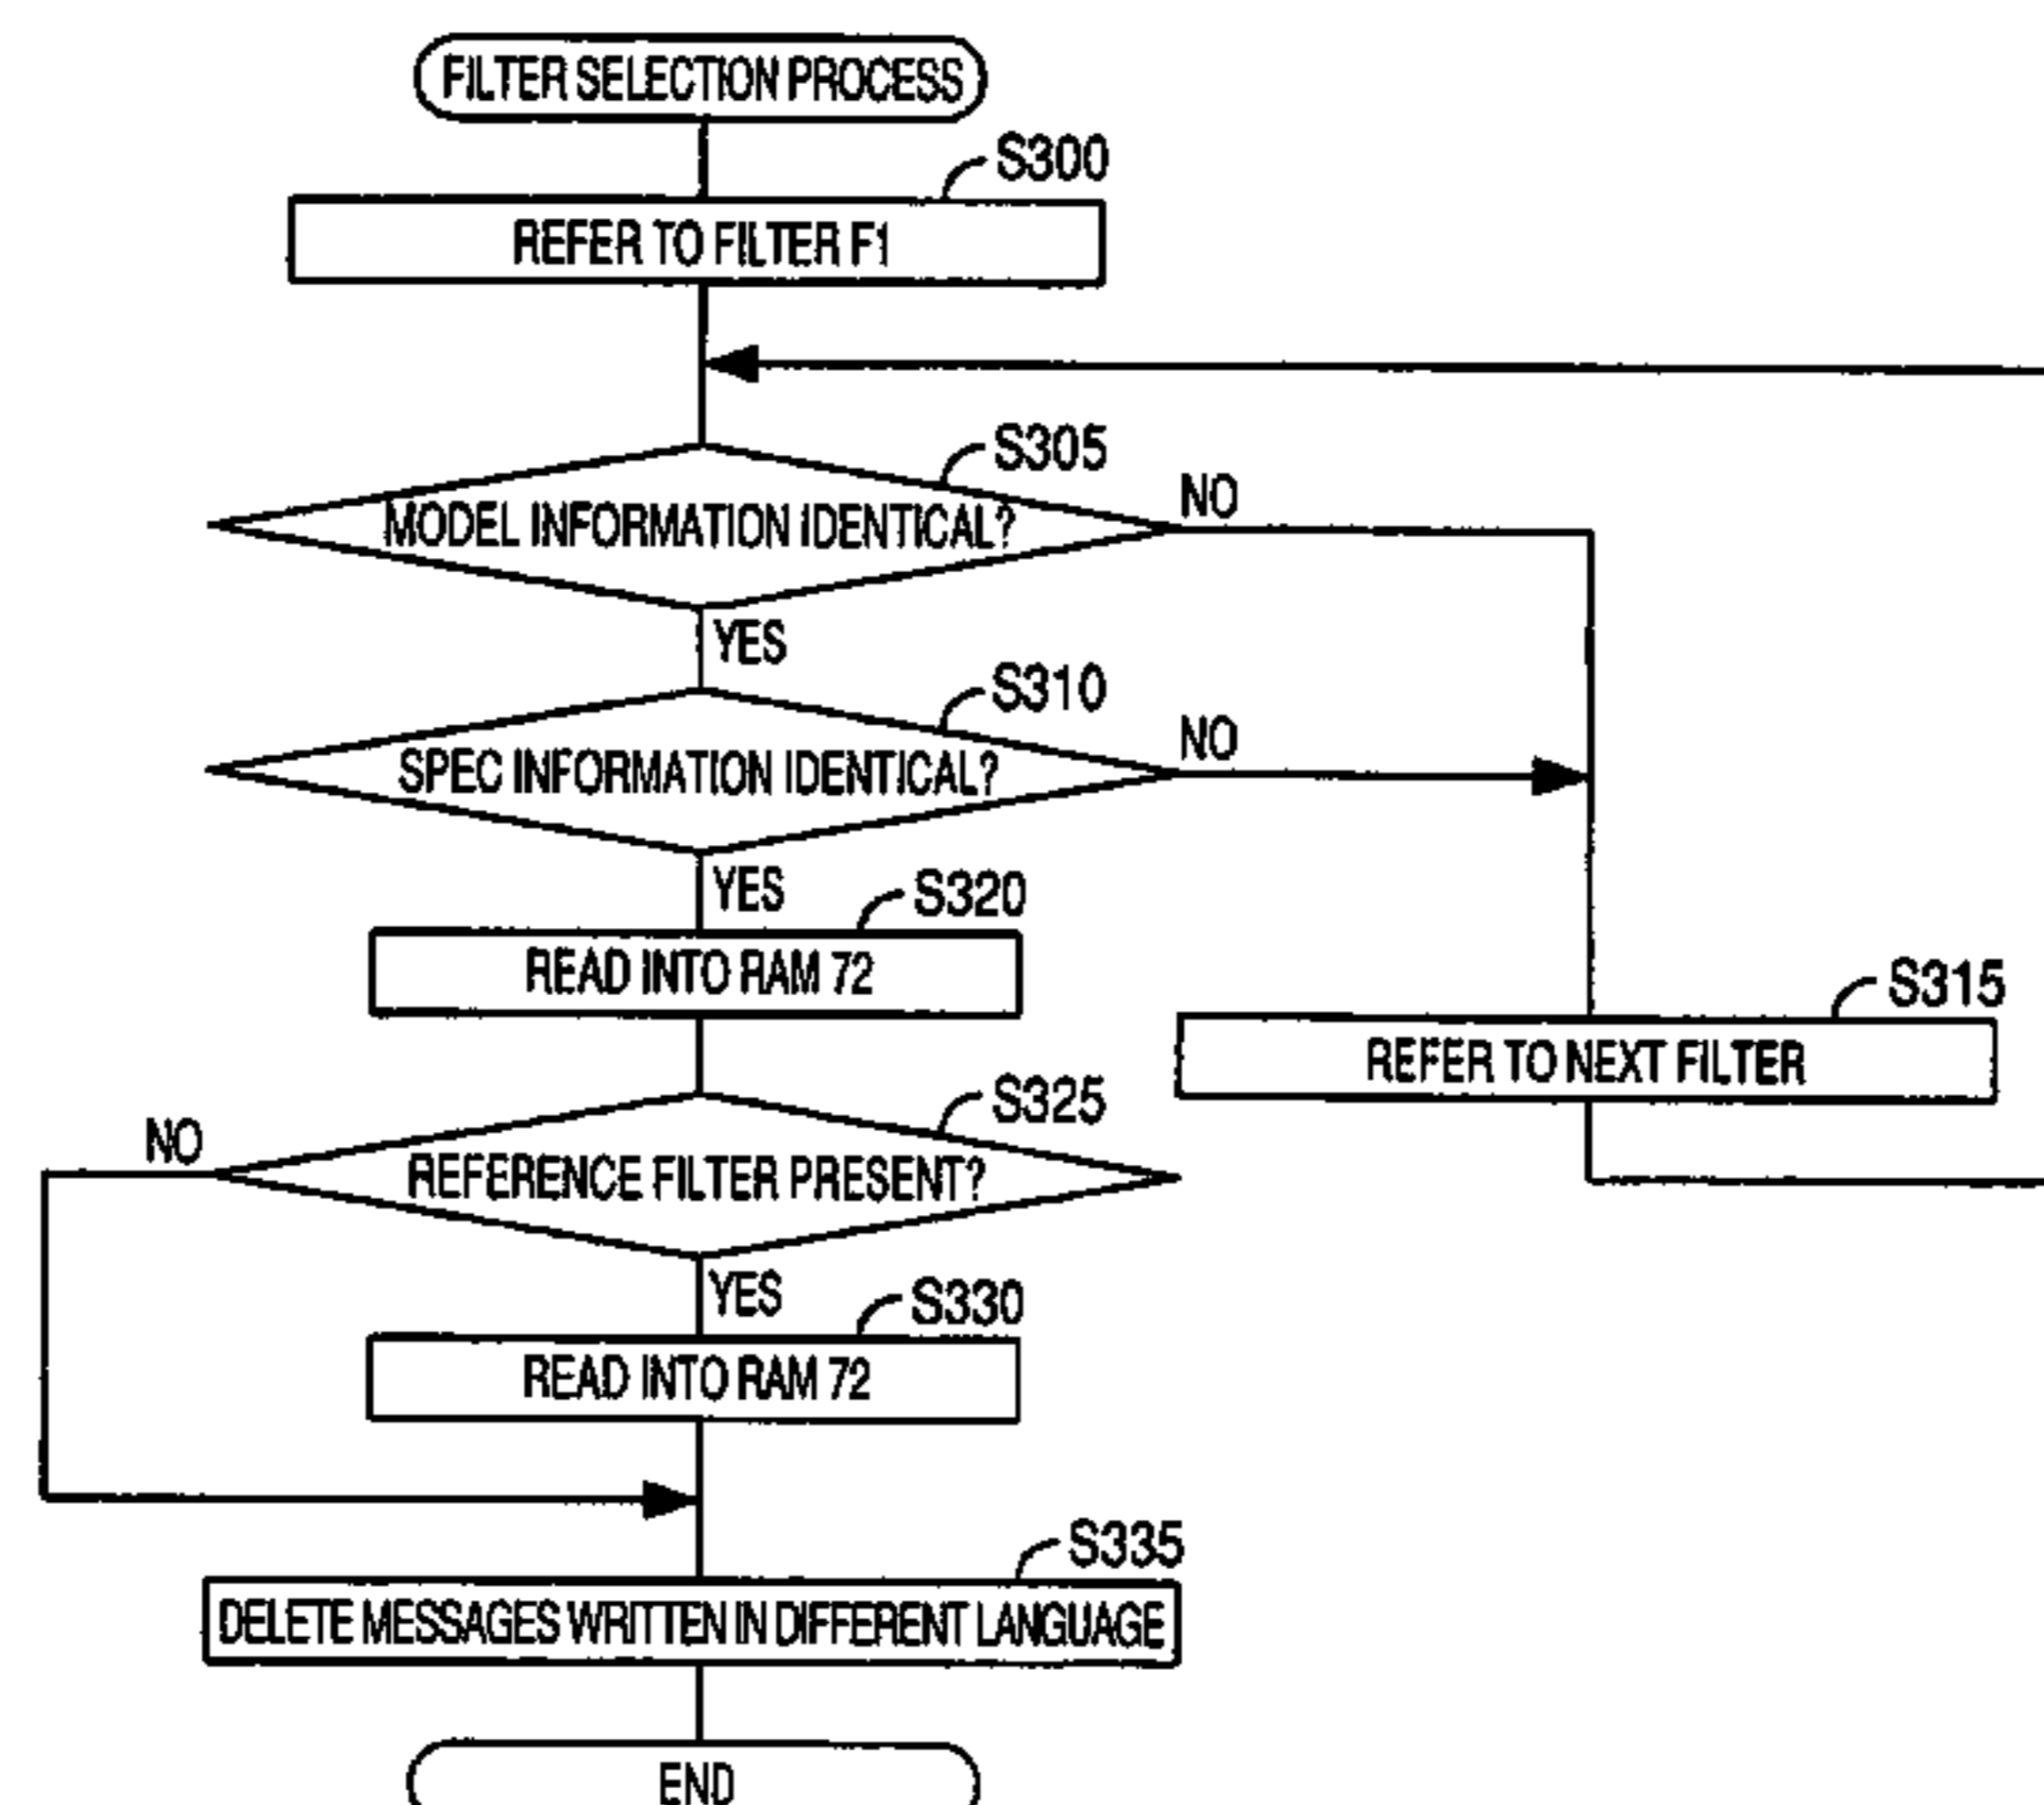 FILTER SELECTION PROCESS
S300
REFER TO FILTER F1
S305
MODEL INFORMATION IDENTICAL?
NO
YES
S310
SPEC INFORMATION IDENTICAL?
NO
YES
S320
READ INTO RAM 72
S315
REFER TO NEXT FILTER
S325
NO
REFERENCE FILTER PRESENT?
YES
S330
READ INTO RAM 72
S335
DELETE MESSAGES WRITTEN IN DIFFERENT LANGUAGE
END